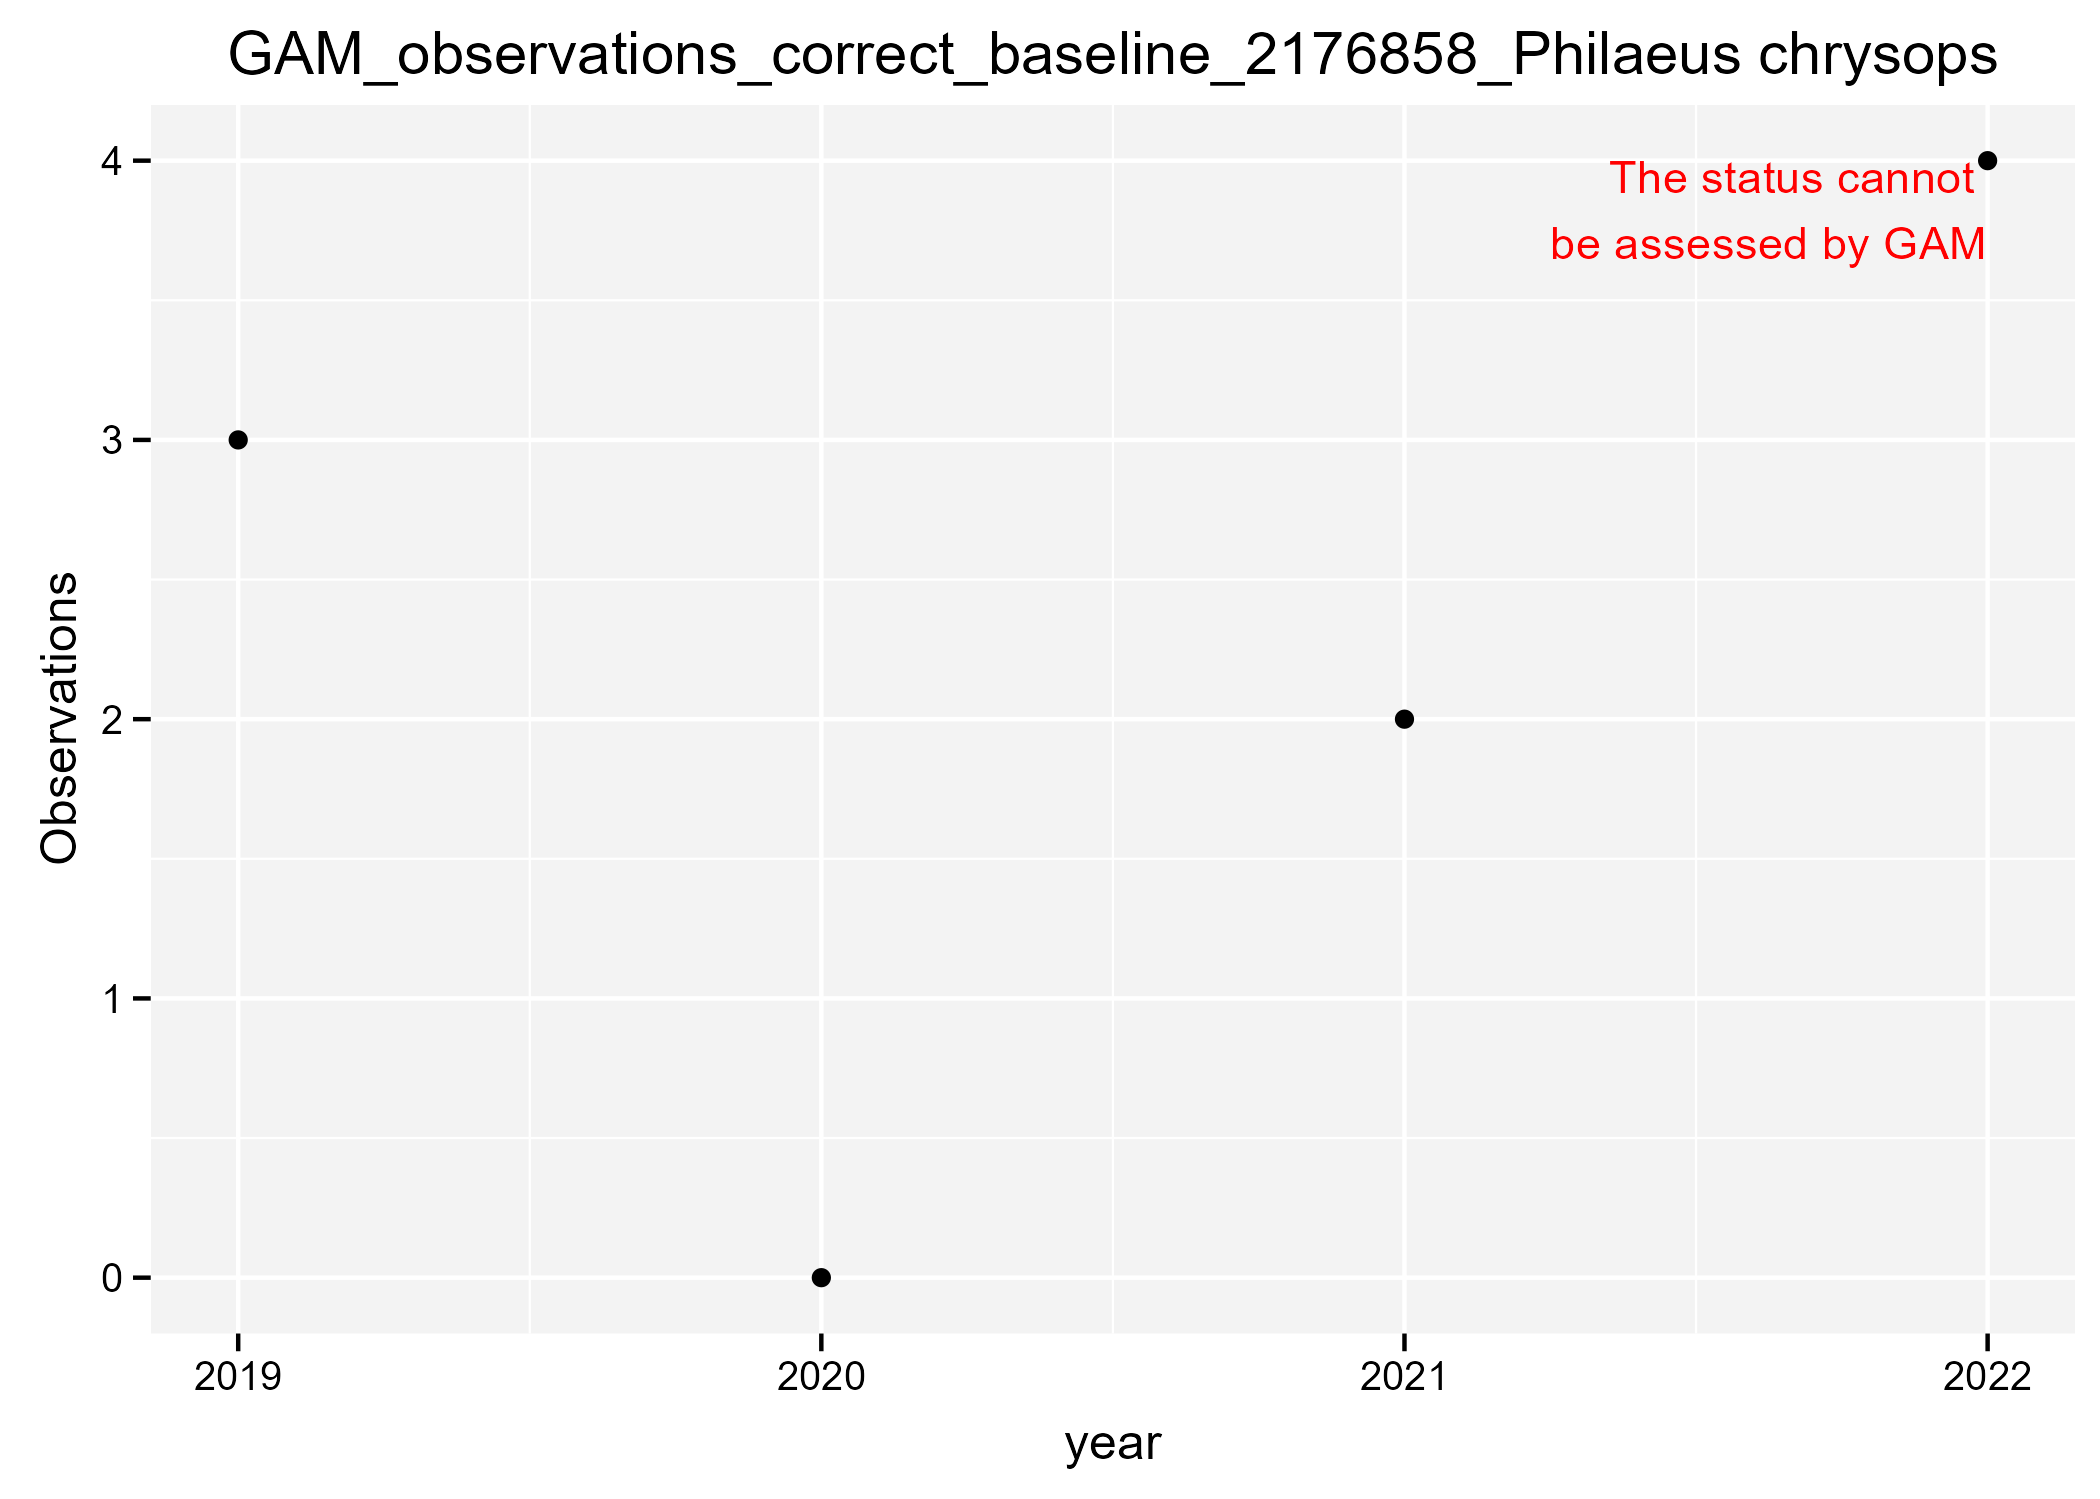 GAM_observations_correct_baseline_2176858_Philaeus chrysops
The status cannot
be assessed by GAM
Observations
4
3
2
1
0
2019
2020
2021
2022
year